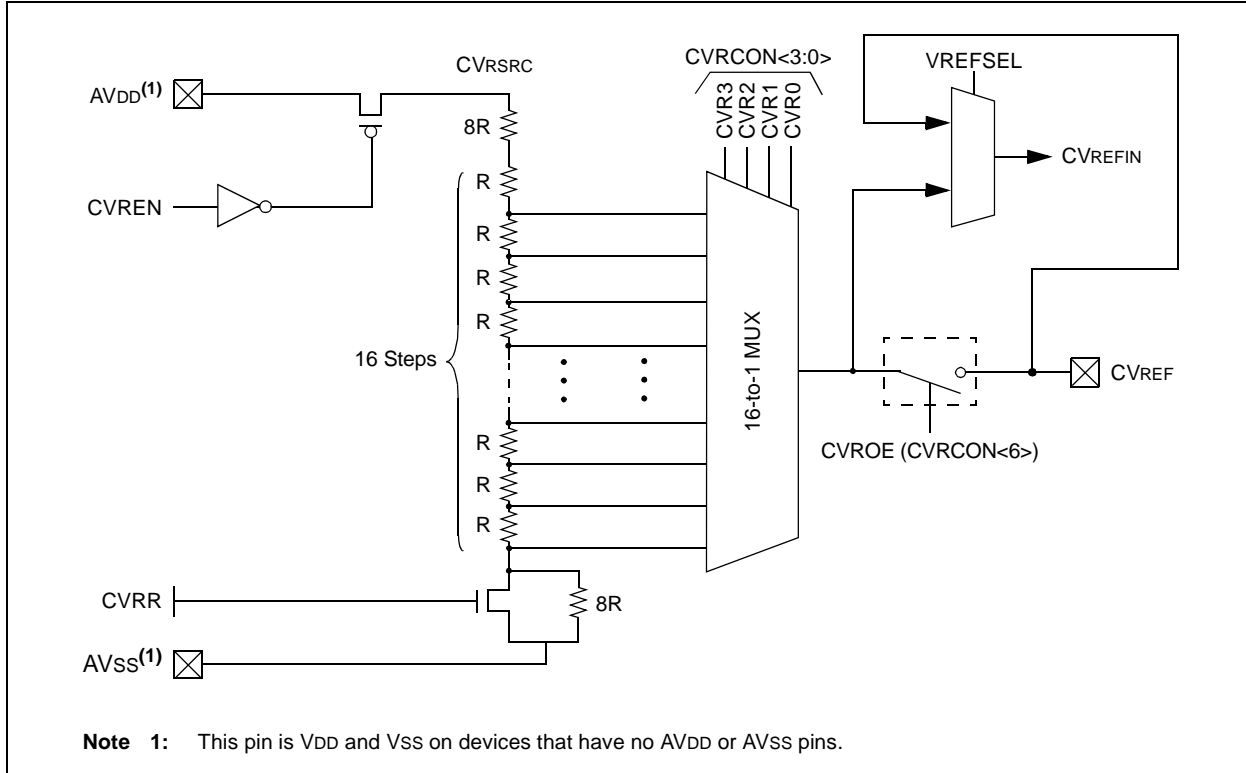 CVRCON<3:0>
CVRSRC
VREFSEL
AVDD(1)
CVR3
CVR2
CVR1
CVR0
8R
CVREFIN
R
CVREN
R
R
R
16 Steps
16-to-1 MUX
CVREF
R
CVROE (CVRCON<6>)
R
R
CVRR
8R
AVSS(1)
Note 1: This pin is VDD and VSS on devices that have no AVDD or AVSS pins.